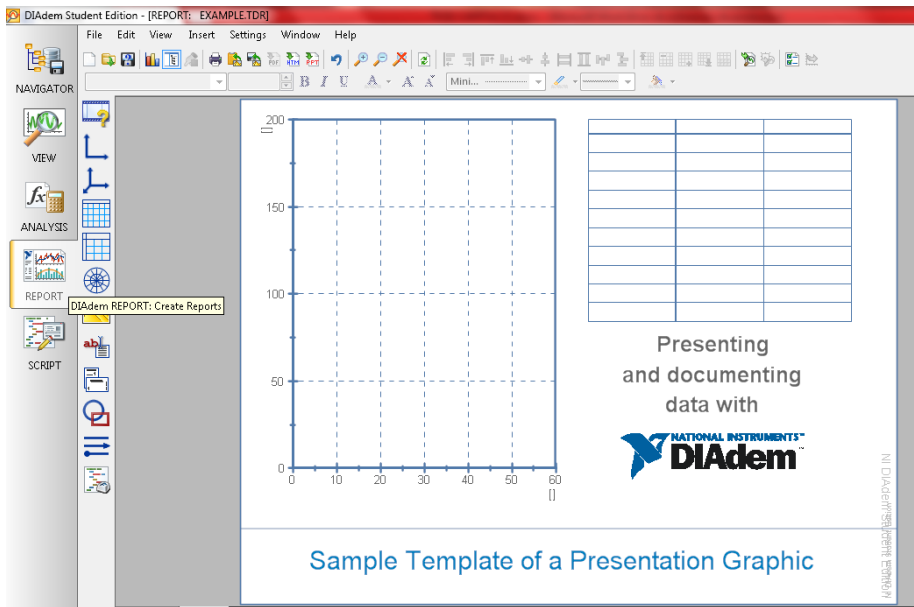 DIAdem Student Edition - [REPORT: EXAMPLE.TDR]
File Edit View Insert Settings Window Help
NAVIGATOR
B I U A A A Mini...
VIEW
ANALYSIS
REPORT
DIAdem REPORT: Create Reports
SCRIPT
200
[]
150
100
50
0
0 10 20 30 40 50 60
[]
Presenting
and documenting
data with
NATIONAL INSTRUMENTS™
DIAdem™
NI DIAdem Student Edition
Sample Template of a Presentation Graphic